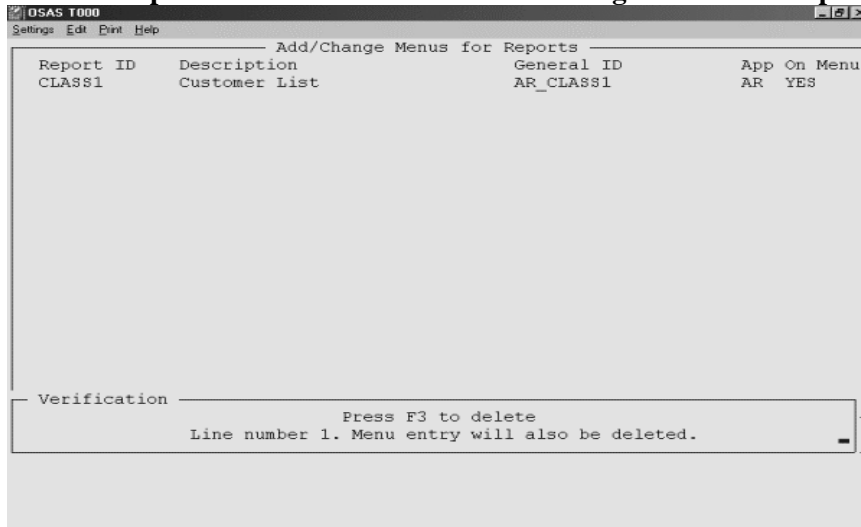 OSAS T000
Settings Edit Print Help
Add/Change Menus for Reports
Report ID Description General ID App On Menu
CLASS1 Customer List AR_CLASS1 AR YES
Verification
Press F3 to delete
Line number 1. Menu entry will also be deleted.